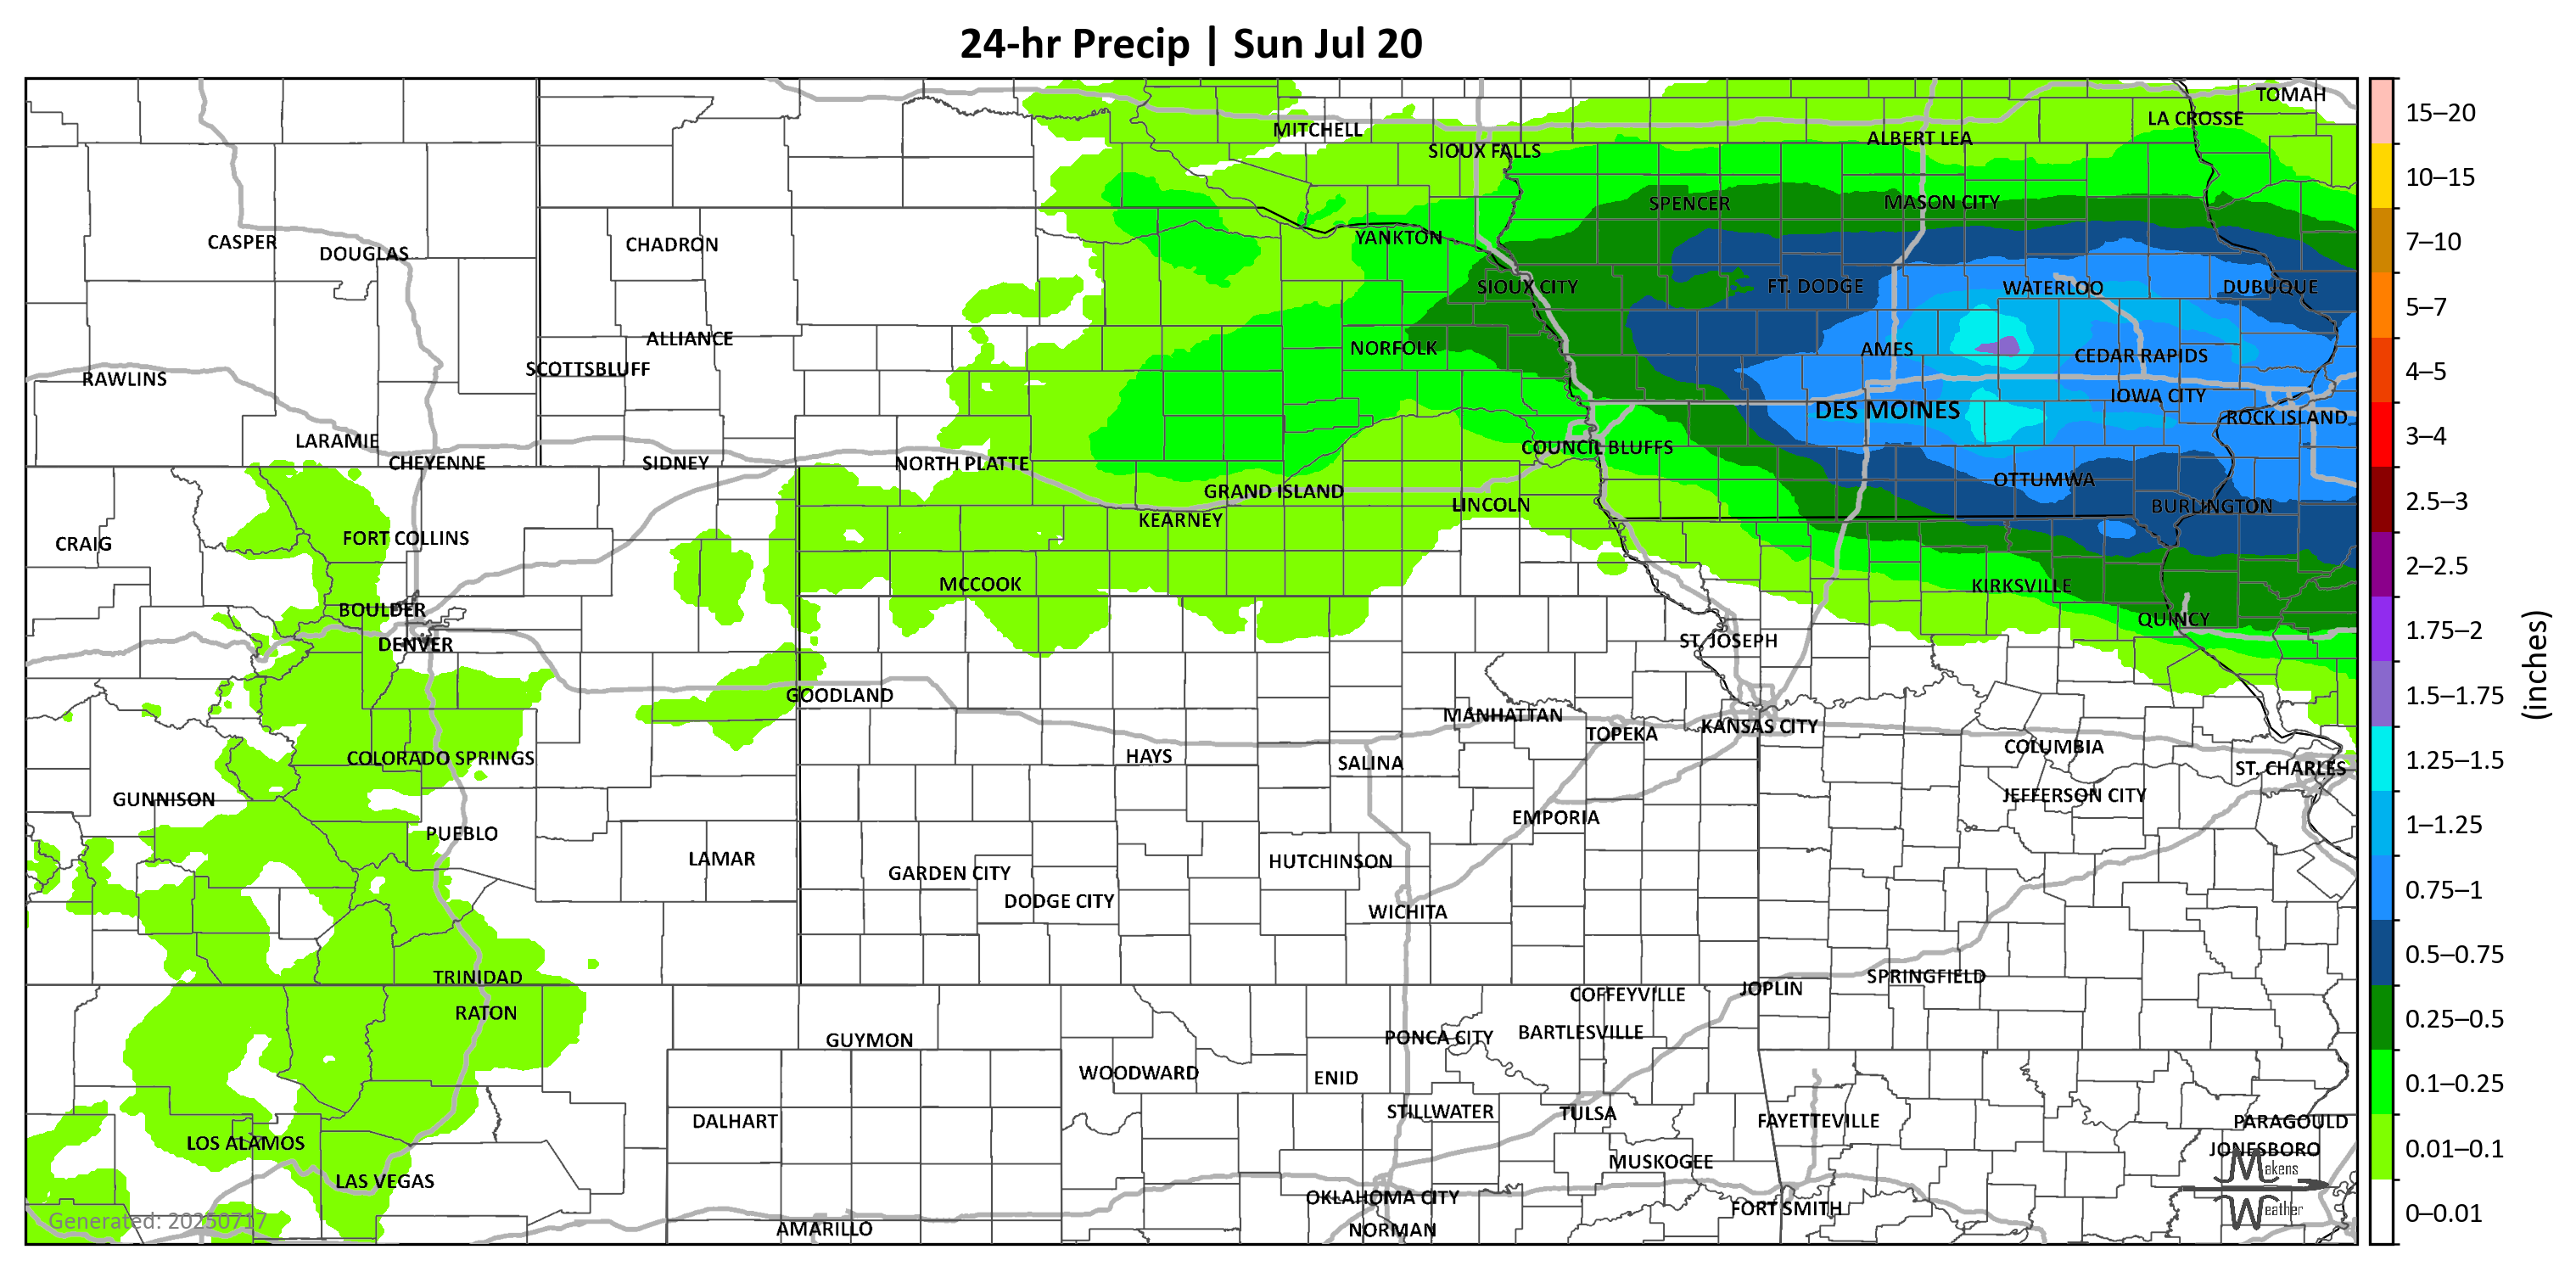 24-hr Precip | Sun Jul 20
TOMAH
LA CROSSE
MITCHELL
ALBERT LEA
SIOUX FALLS
SPENCER
MASON CITY
YANKTON
CASPER
CHADRON
DOUGLAS
SIOUX CITY
FT. DODGE
WATERLOO
DUBUQUE
ALLIANCE
NORFOLK
AMES
CEDAR RAPIDS
SCOTTSBLUFF
RAWLINS
IOWA CITY
DES MOINES
ROCK ISLAND
LARAMIE
COUNCIL BLUFFS
CHEYENNE
SIDNEY
NORTH PLATTE
OTTUMWA
GRAND ISLAND
LINCOLN
BURLINGTON
KEARNEY
CRAIG
FORT COLLINS
MCCOOK
KIRKSVILLE
BOULDER
QUINCY
DENVER
ST. JOSEPH
GOODLAND
MANHATTAN
TOPEKA
KANSAS CITY
COLUMBIA
COLORADO SPRINGS
HAYS
SALINA
ST. CHARLES
GUNNISON
JEFFERSON CITY
EMPORIA
PUEBLO
LAMAR
HUTCHINSON
GARDEN CITY
DODGE CITY
WICHITA
TRINIDAD
SPRINGFIELD
JOPLIN
COFFEYVILLE
RATON
GUYMON
PONCA CITY
BARTLESVILLE
WOODWARD
ENID
STILLWATER
TULSA
DALHART
FAYETTEVILLE
PARAGOULD
LOS ALAMOS
JONESBORO
MUSKOGEE
LAS VEGAS
OKLAHOMA CITY
FORT SMITH
AMARILLO
NORMAN
Generated: 20250717
Makens
Weather
15–20
10–15
7–10
5–7
4–5
3–4
2.5–3
2–2.5
1.75–2
1.5–1.75
1.25–1.5
1–1.25
0.75–1
0.5–0.75
0.25–0.5
0.1–0.25
0.01–0.1
0–0.01
(inches)